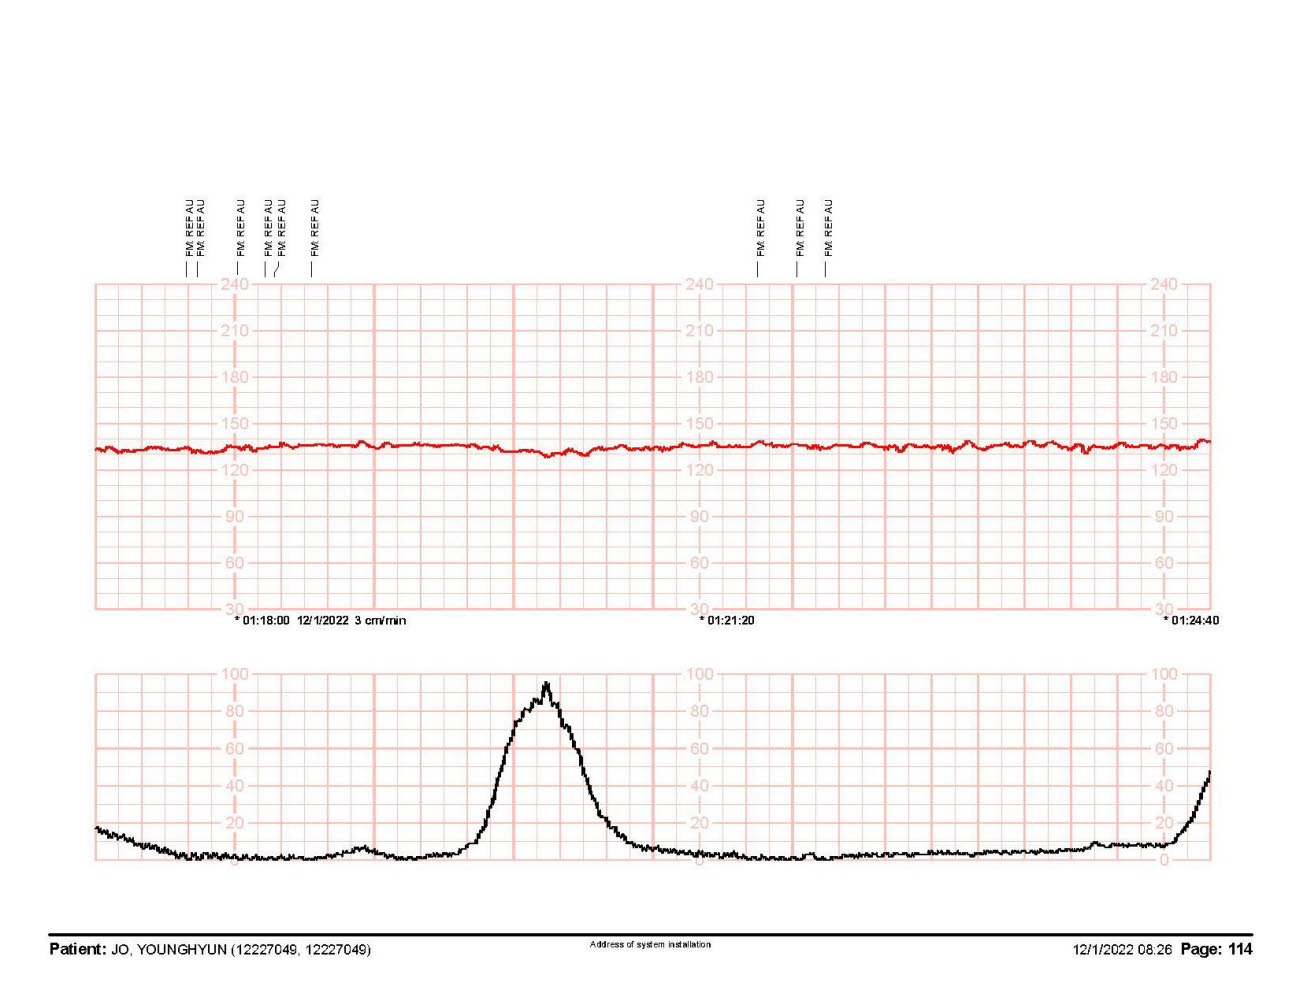 FM: REF AU
FM: REF AU
FM: REF AU
FM: REF AU
FM: REF AU
FM: REF AU
FM: REF AU
FM: REF AU
FM: REF AU
240 240 240
210 210 210
180 180 180
150 150 150
120 120 120
90 90 90
60 60 60
30 30 30
* 01:18:00 12/1/2022 3 cm/min * 01:21:20 * 01:24:40
100 100 100
80 80 80
60 60 60
40 40 40
20 20 20
0 0 0
Patient: JO, YOUNGHYUN (12227049, 12227049) Address of system installation 12/1/2022 08:26 Page: 114